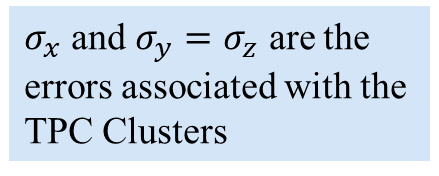 σx and σy = σz are the
errors associated with the
TPC Clusters